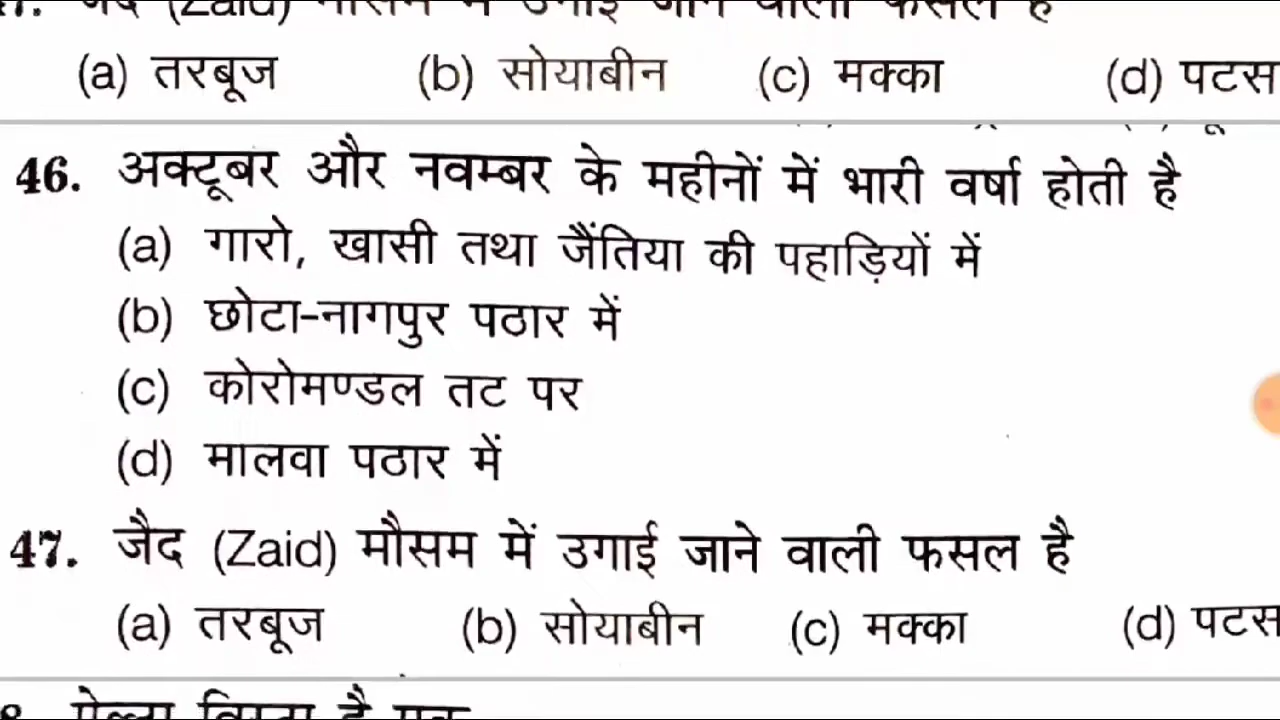 (Zaid)
(a) तरबूज (b) सोयाबीन (c) मक्का (d) पटस
46. अक्टूबर और नवम्बर के महीनों में भारी वर्षा होती है
(a) गारो, खासी तथा जैंतिया की पहाड़ियों में
(b) छोटा-नागपुर पठार में
(c) कोरोमण्डल तट पर
(d) मालवा पठार में
47. जैद (Zaid) मौसम में उगाई जाने वाली फसल है
(a) तरबूज (b) सोयाबीन (c) मक्का (d) पटस